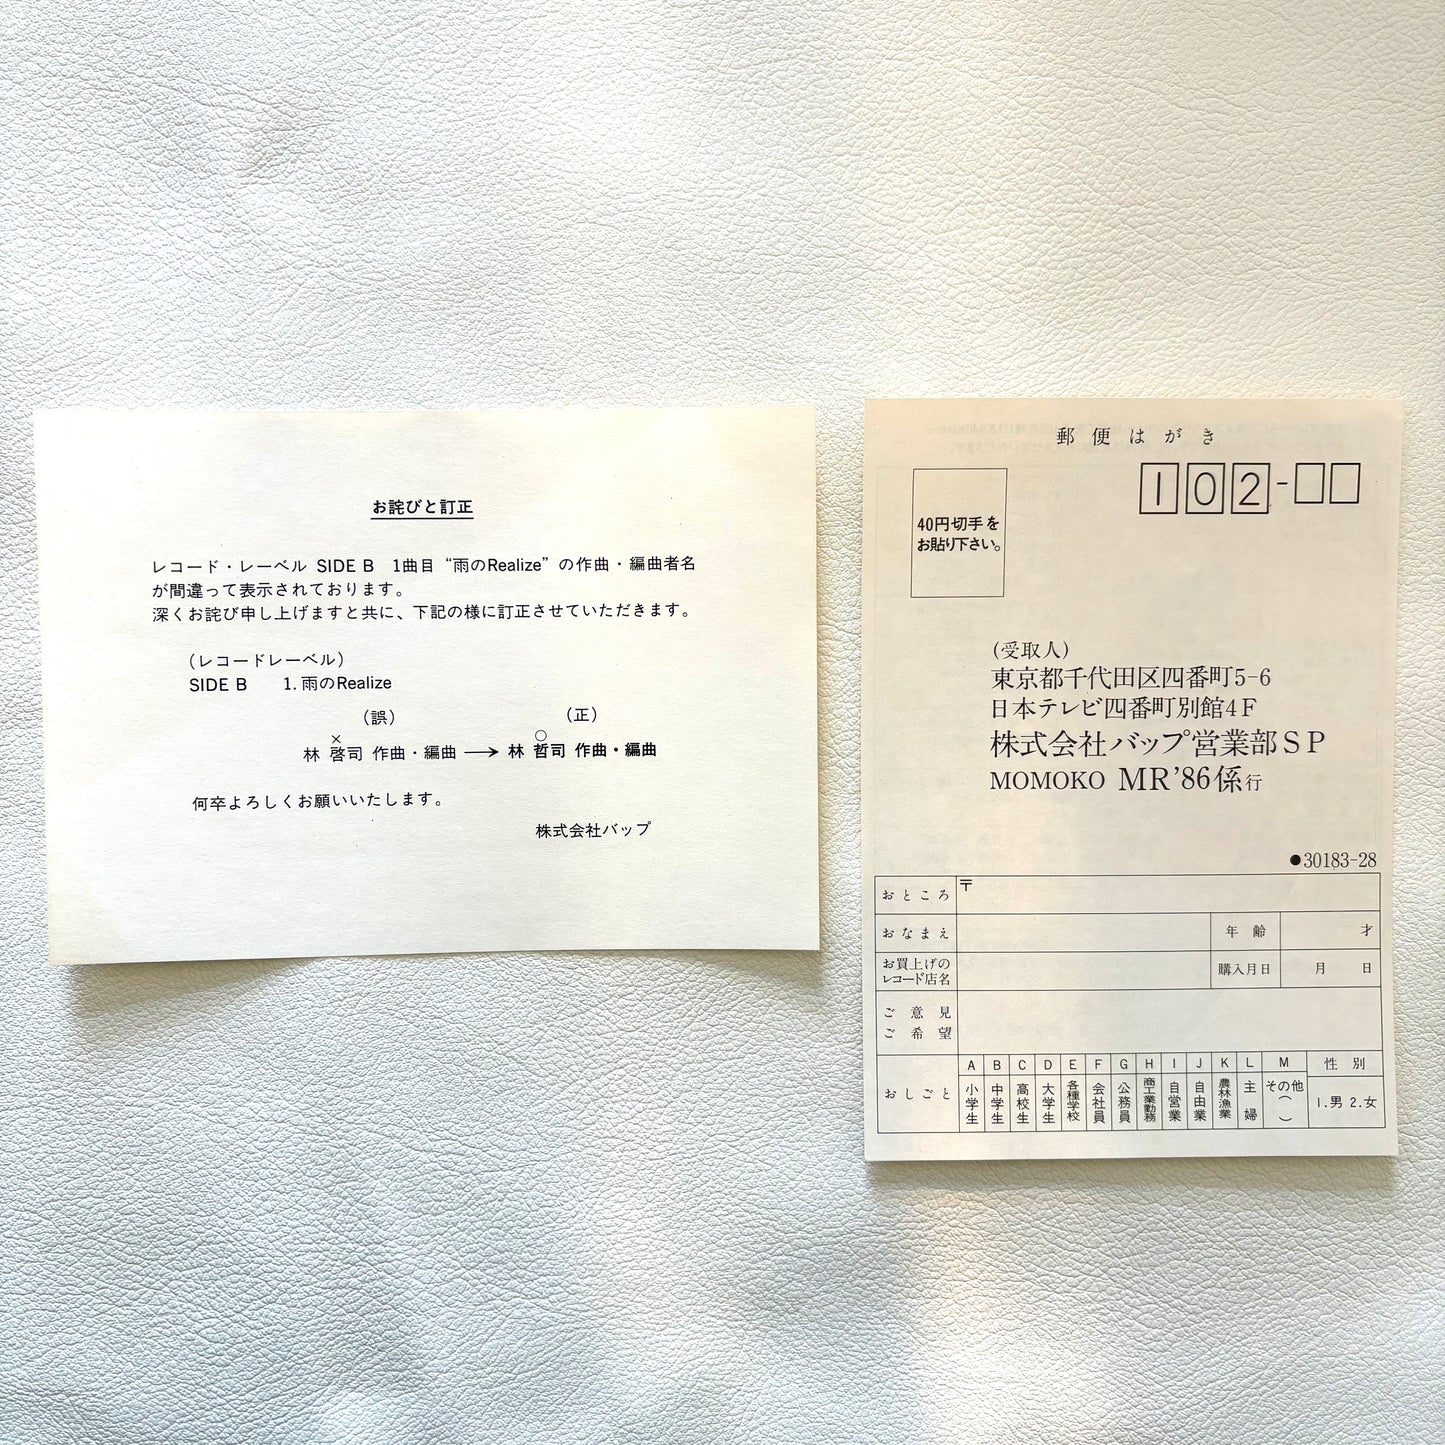 お詫びと訂正
レコード・レーベル SIDE B 1曲目“雨のRealize”の作曲・編曲者名
が間違って表示されております。
深くお詫び申し上げますと共に、下記の様に訂正させていただきます。
（レコードレーベル）
SIDE B 1. 雨のRealize
（誤） （正）
× ○
林 啓司 作曲・編曲 → 林 哲司 作曲・編曲
何卒よろしくお願いいたします。
株式会社バップ
郵便はがき
102-□□
40円切手を
お貼り下さい。
(受取人)
東京都千代田区四番町5-6
日本テレビ四番町別館4F
株式会社バップ営業部SP
MOMOKO MR’86係行
●30183-28
おところ 〒
おなまえ 年齢 才
お買上げの
レコード店名 購入月日 月 日
ご意見
ご希望
おしごと
A 小学生
B 中学生
C 高校生
D 大学生
E 各種学校
F 会社員
G 公務員
H 商工業勤務
I 自営業
J 自由業
K 農林漁業
L 主婦
M その他( )
性別
1.男 2.女